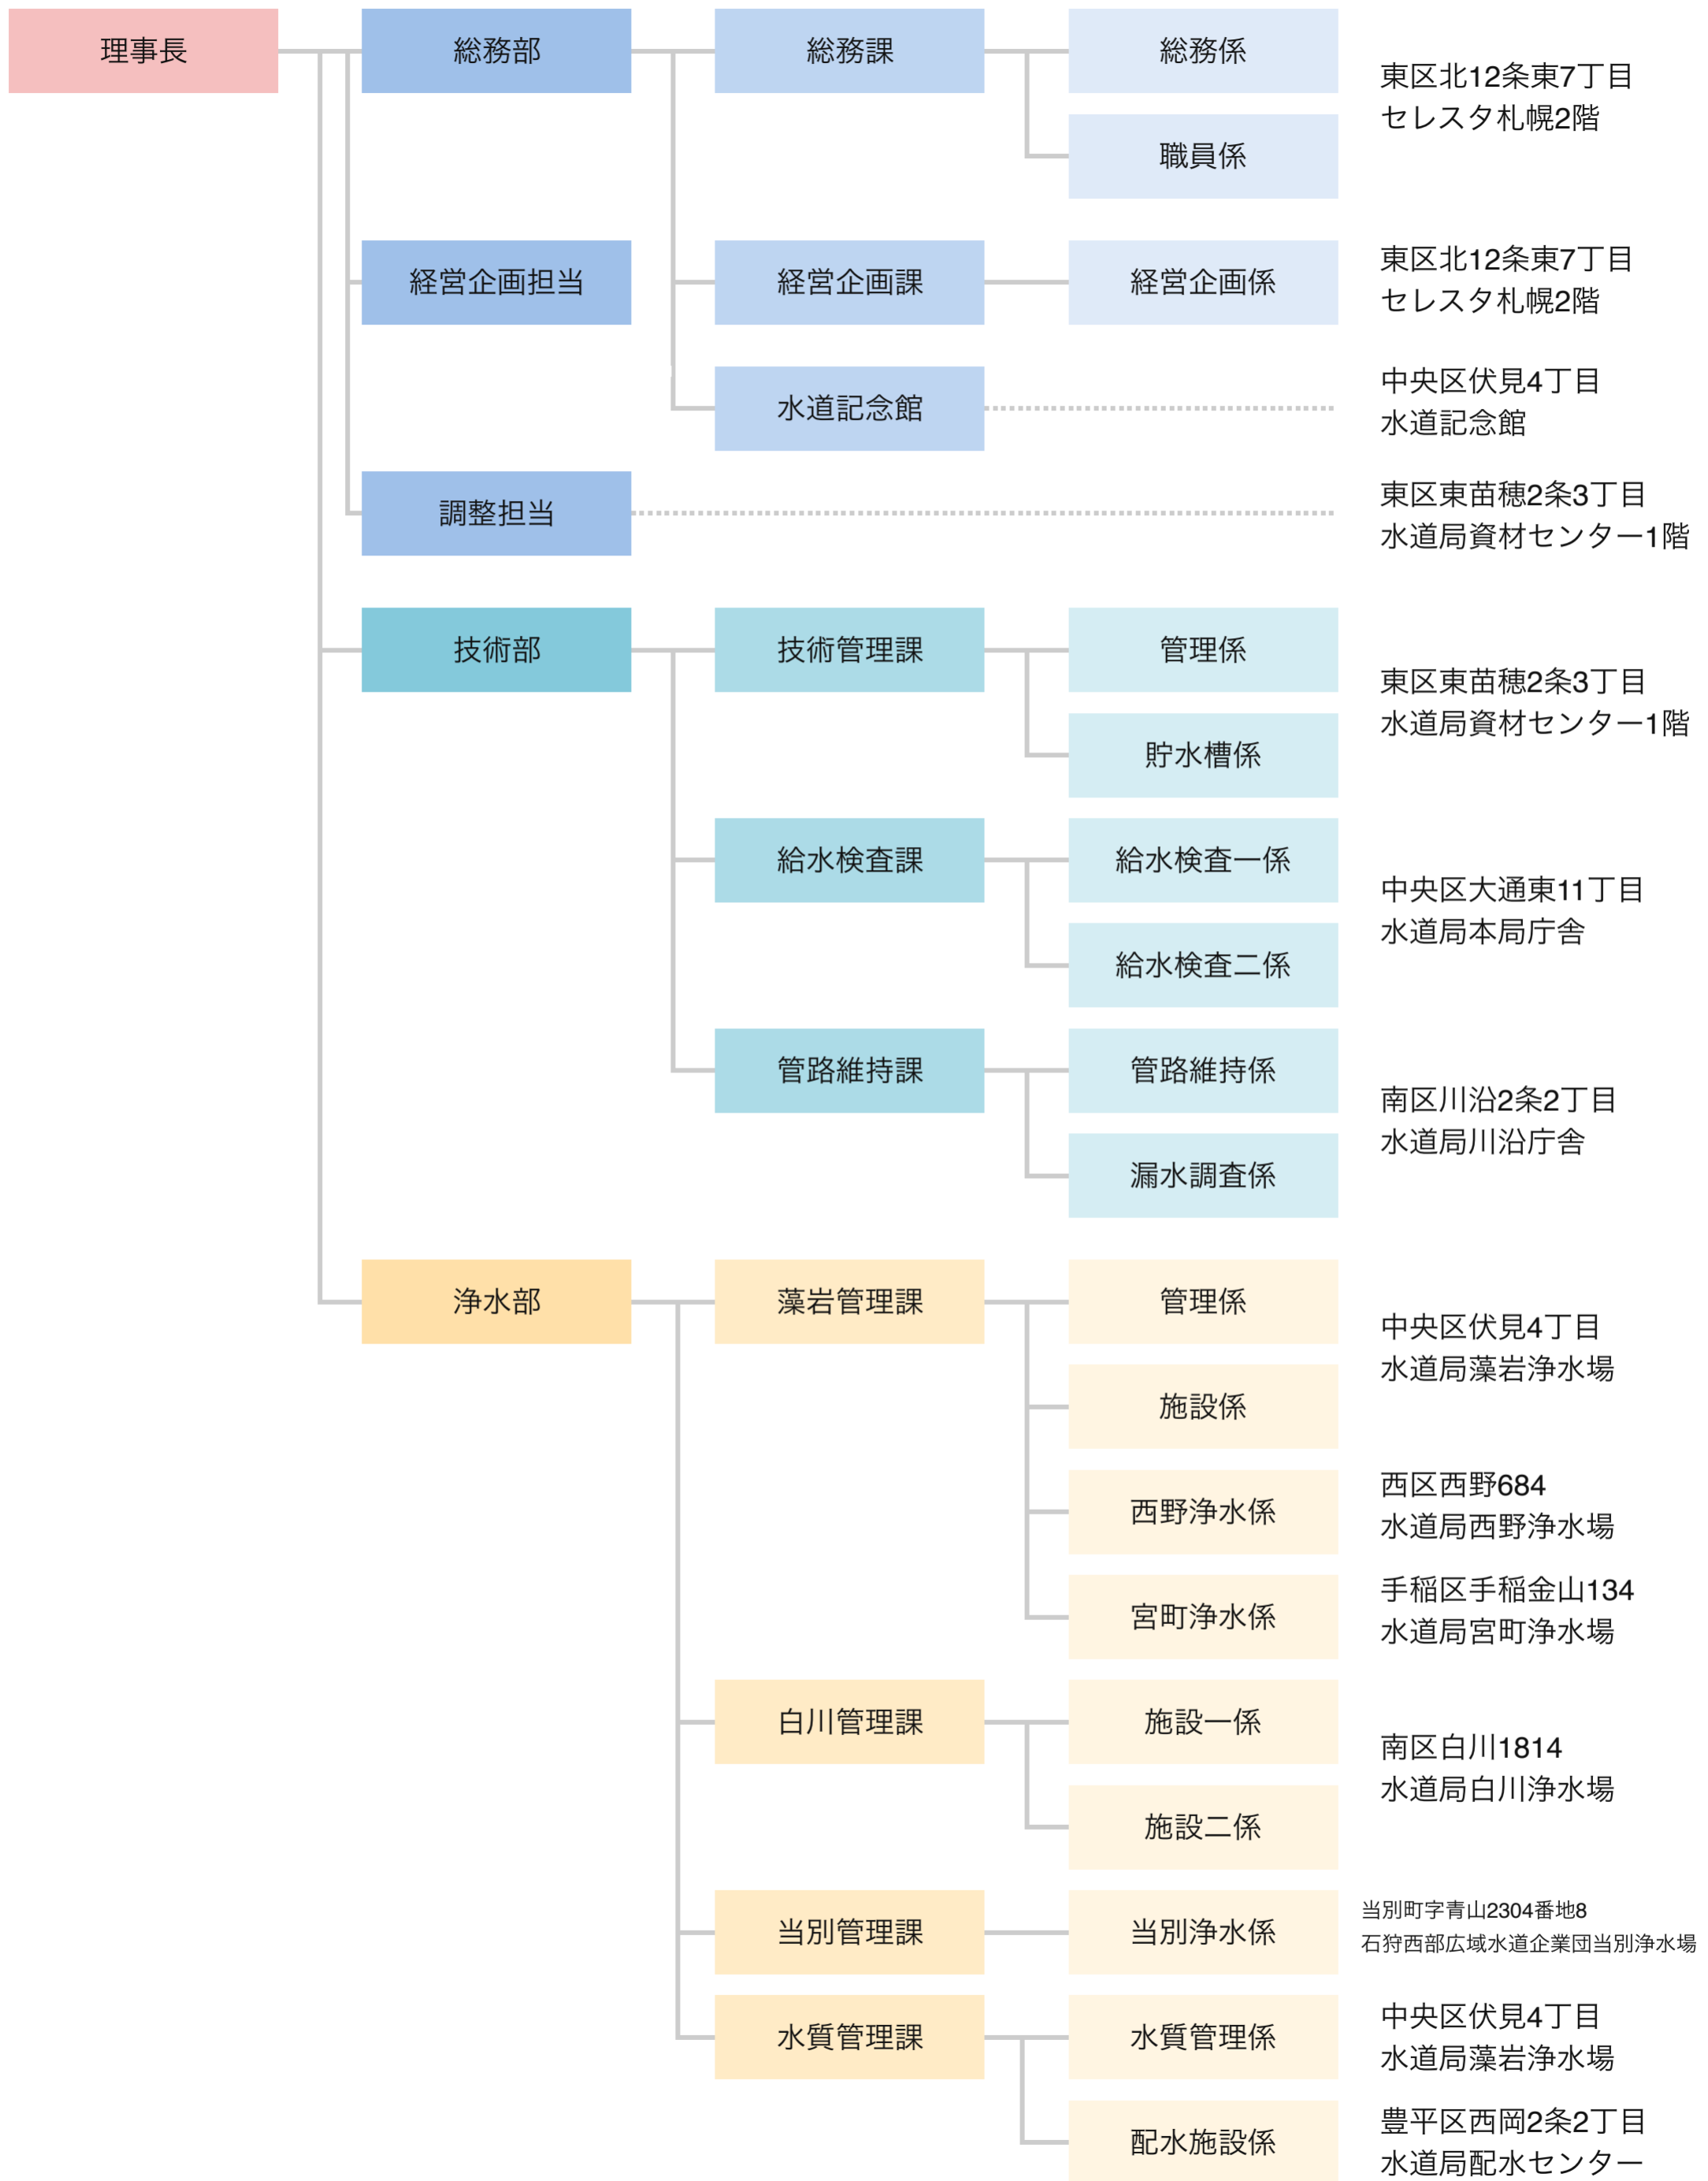 理事長
総務部
総務課
総務係
東区北12条東7丁目
セレスタ札幌2階
職員係
経営企画担当
経営企画課
経営企画係
東区北12条東7丁目
セレスタ札幌2階
水道記念館
中央区伏見4丁目
水道記念館
調整担当
東区東苗穂2条3丁目
水道局資材センター1階
技術部
技術管理課
管理係
東区東苗穂2条3丁目
水道局資材センター1階
貯水槽係
給水検査課
給水検査一係
中央区大通東11丁目
水道局本局庁舎
給水検査二係
管路維持課
管路維持係
南区川沿2条2丁目
水道局川沿庁舎
漏水調査係
浄水部
藻岩管理課
管理係
中央区伏見4丁目
水道局藻岩浄水場
施設係
西野浄水係
西区西野684
水道局西野浄水場
宮町浄水係
手稲区手稲金山134
水道局宮町浄水場
白川管理課
施設一係
南区白川1814
水道局白川浄水場
施設二係
当別管理課
当別浄水係
当別町字青山2304番地8
石狩西部広域水道企業団当別浄水場
水質管理課
水質管理係
中央区伏見4丁目
水道局藻岩浄水場
配水施設係
豊平区西岡2条2丁目
水道局配水センター